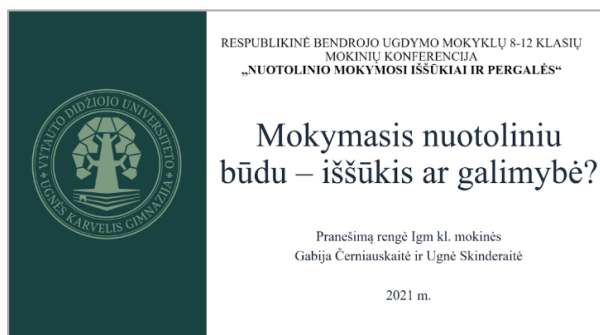 VYTAUTO DIDŽIOJO UNIVERSITETO
UGNĖS KARVELIS GIMNAZIJA
RESPUBLIKINĖ BENDROJO UGDYMO MOKYKLŲ 8-12 KLASIŲ
MOKINIŲ KONFERENCIJA
„NUOTOLINIO MOKYMOSI IŠŠŪKIAI IR PERGALĖS“
Mokymasis nuotoliniu
būdu – iššūkis ar galimybė?
Pranešimą rengė Igm kl. mokinės
Gabija Černiauskaitė ir Ugnė Skinderaitė
2021 m.